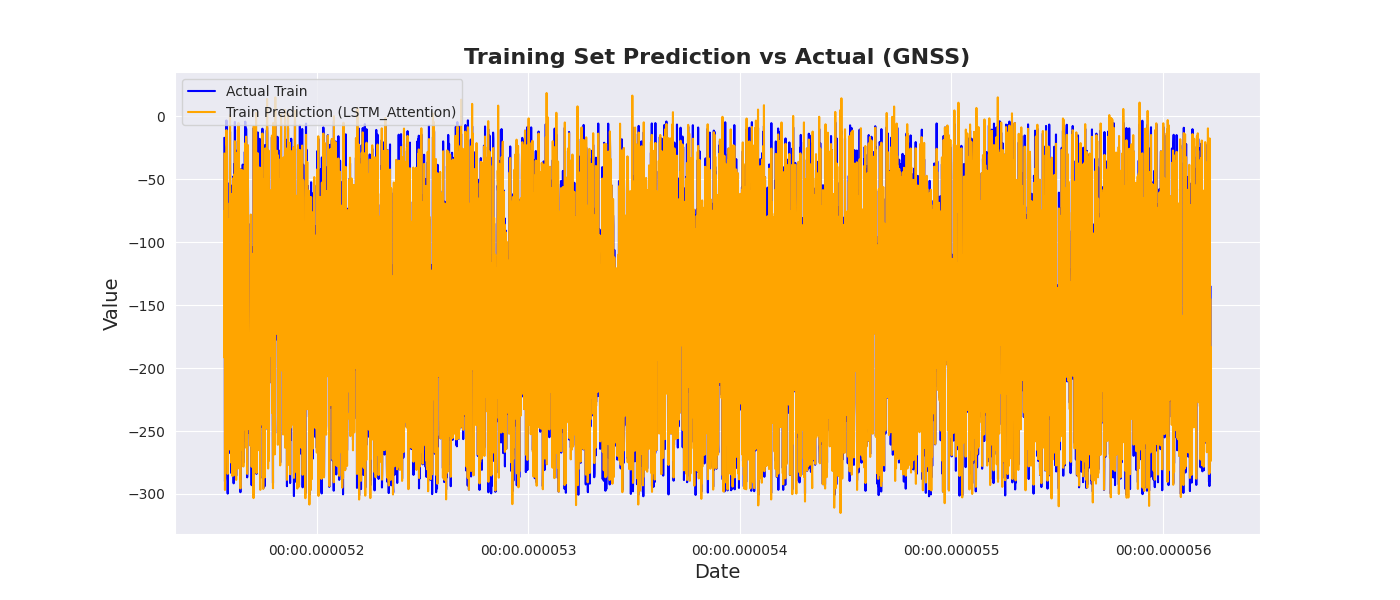 Training Set Prediction vs Actual (GNSS)
Actual Train
Train Prediction (LSTM_Attention)
Value
0
−50
−100
−150
−200
−250
−300
00:00.000052 00:00.000053 00:00.000054 00:00.000055 00:00.000056
Date